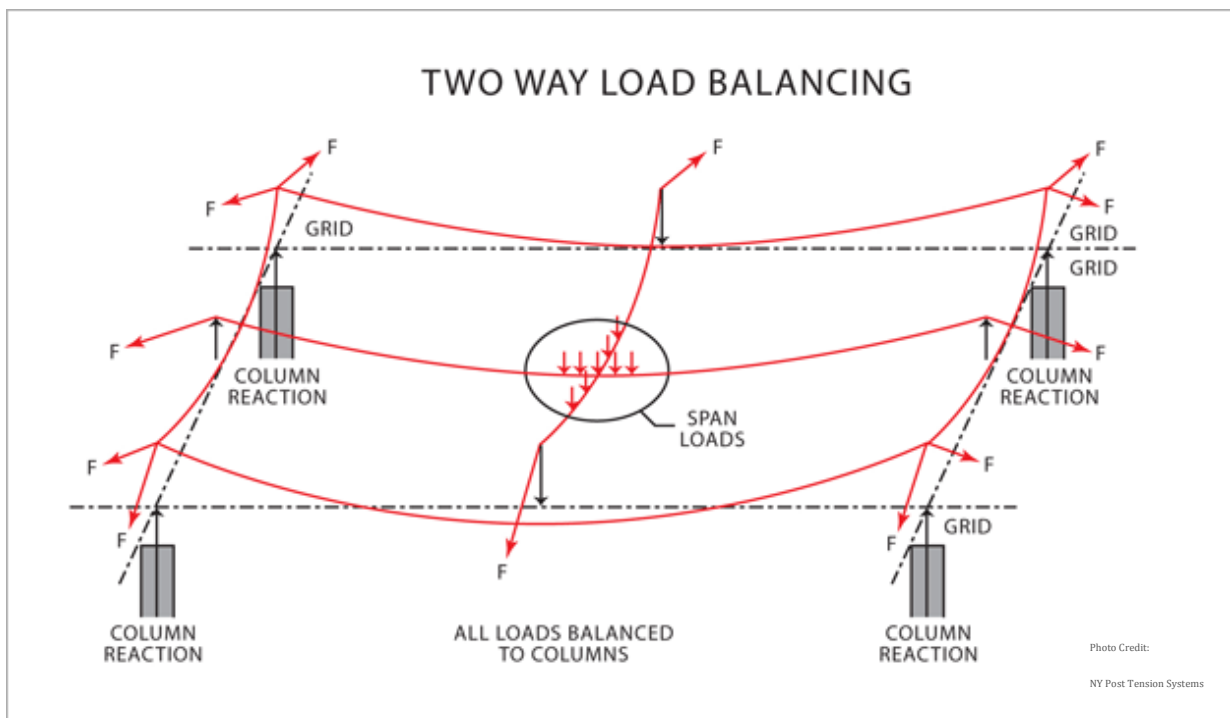 TWO WAY LOAD BALANCING
F
F
F
F
F
GRID
GRID
GRID
F
F
COLUMN
REACTION
COLUMN
REACTION
SPAN
LOADS
F
F
F
F
F
GRID
COLUMN
REACTION
ALL LOADS BALANCED
TO COLUMNS
COLUMN
REACTION
Photo Credit:
NY Post Tension Systems